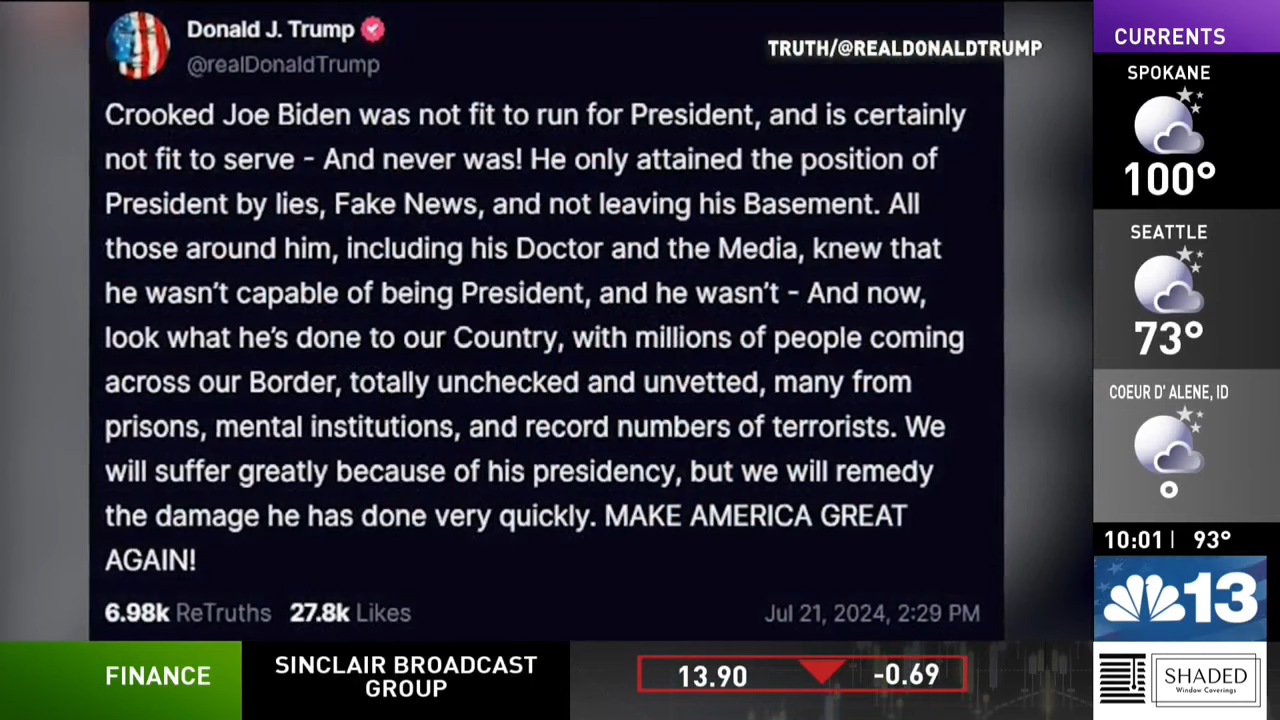 Donald J. Trump
@realDonaldTrump
TRUTH/@REALDONALDTRUMP
Crooked Joe Biden was not fit to run for President, and is certainly
not fit to serve - And never was! He only attained the position of
President by lies, Fake News, and not leaving his Basement. All
those around him, including his Doctor and the Media, knew that
he wasn't capable of being President, and he wasn't - And now,
look what he's done to our Country, with millions of people coming
across our Border, totally unchecked and unvetted, many from
prisons, mental institutions, and record numbers of terrorists. We
will suffer greatly because of his presidency, but we will remedy
the damage he has done very quickly. MAKE AMERICA GREAT
AGAIN!
6.98k ReTruths 27.8k Likes
Jul 21, 2024, 2:29 PM
CURRENTS
SPOKANE
100°
SEATTLE
73°
COEUR D' ALENE, ID
°
10:01 | 93°
13
FINANCE
SINCLAIR BROADCAST
GROUP
13.90 -0.69
SHADED
Window Coverings